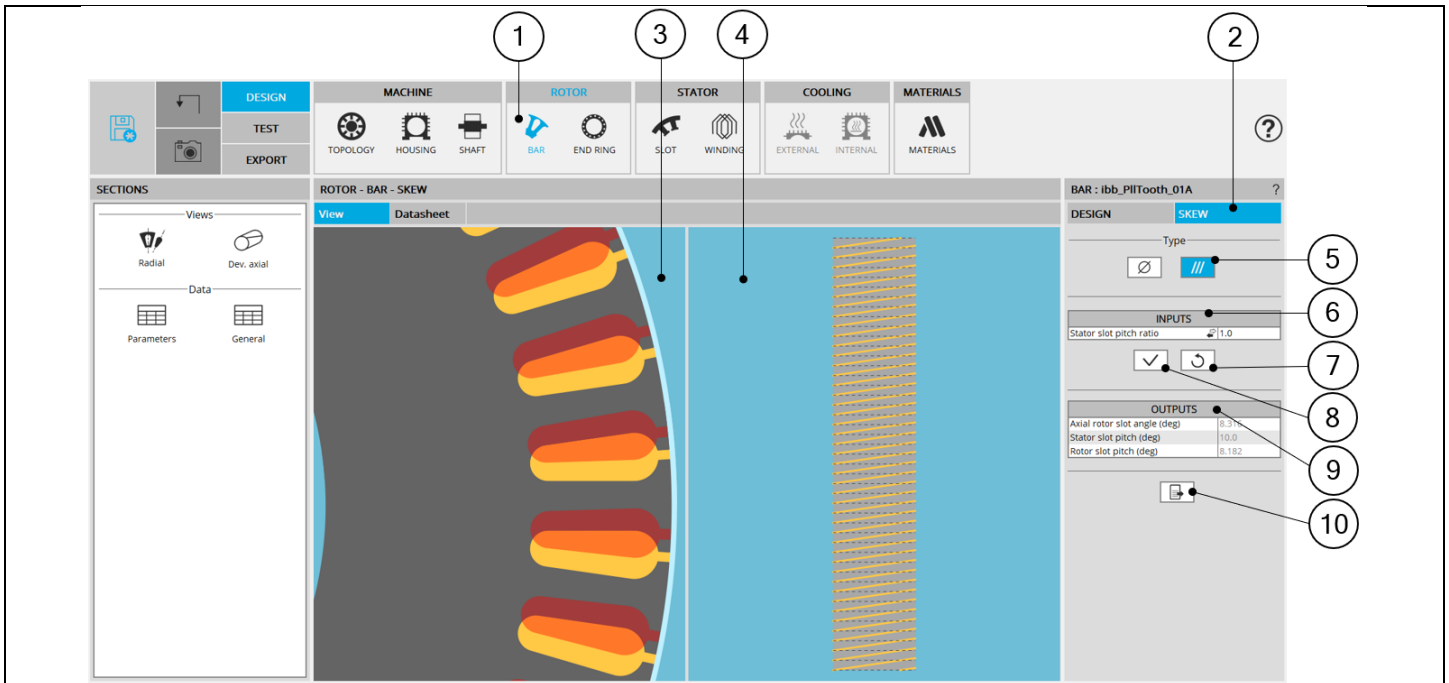 1
3
4
2
DESIGN
TEST
EXPORT
MACHINE
TOPOLOGY
HOUSING
SHAFT
ROTOR
BAR
END RING
STATOR
SLOT
WINDING
COOLING
EXTERNAL
INTERNAL
MATERIALS
MATERIALS
?
SECTIONS
Views
Radial
Dev. axial
Data
Parameters
General
ROTOR - BAR - SKEW
View
Datasheet
BAR : ibb_PllTooth_01A
?
DESIGN
SKEW
Type
5
INPUTS
6
Stator slot pitch ratio
1.0
7
8
OUTPUTS
Axial rotor slot angle (deg)
8.316
Stator slot pitch (deg)
10.0
Rotor slot pitch (deg)
8.182
9
10